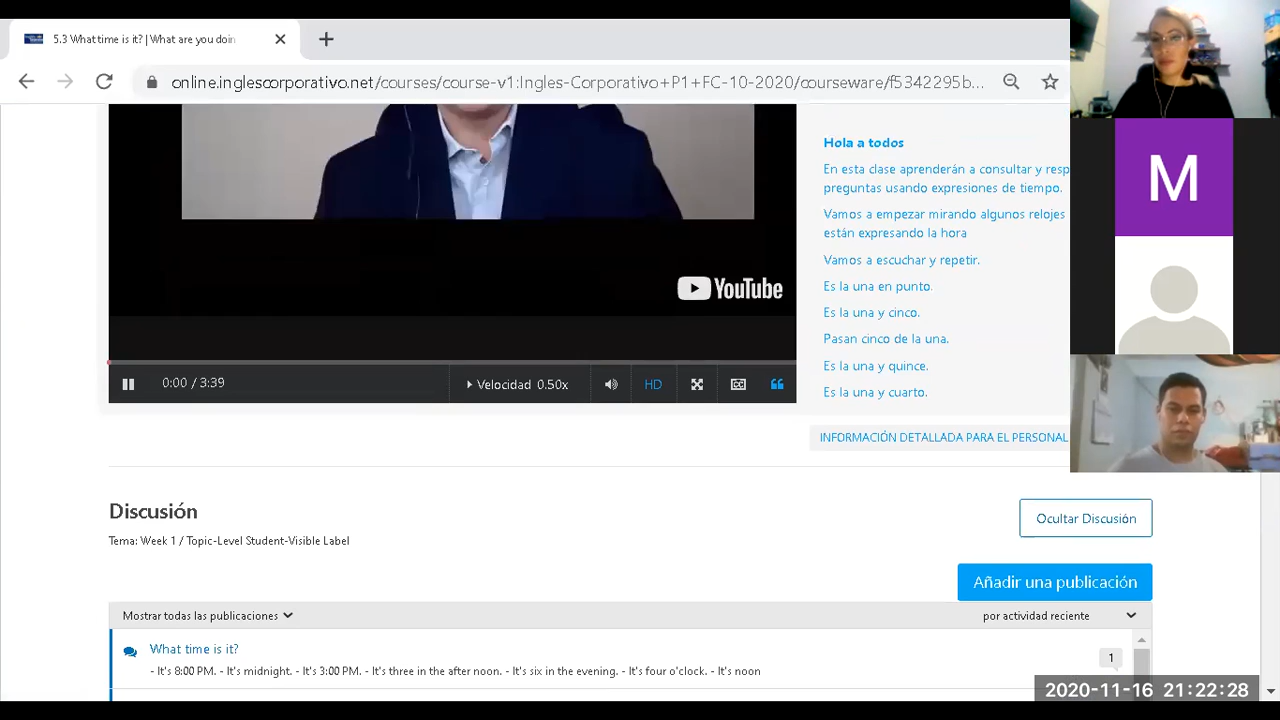 5.3 What time is it? | What are you doin
online.inglescorporativo.net/courses/course-v1:Ingles-Corporativo+P1+FC-10-2020/courseware/f5342295b...
M
Hola a todos
En esta clase aprenderán a consultar y resp
preguntas usando expresiones de tiempo.
Vamos a empezar mirando algunos relojes
están expresando la hora
Vamos a escuchar y repetir.
Es la una en punto.
Es la una y cinco.
Pasan cinco de la una.
Es la una y quince.
Es la una y cuarto.
YouTube
0:00 / 3:39
Velocidad 0.50x
HD
CC
INFORMACIÓN DETALLADA PARA EL PERSONAL
Discusión
Ocultar Discusión
Tema: Week 1 / Topic-Level Student-Visible Label
Añadir una publicación
Mostrar todas las publicaciones
por actividad reciente
What time is it?
- It's 8:00 PM. - It's midnight. - It's 3:00 PM. - It's three in the after noon. - It's six in the evening. - It's four o'clock. - It's noon
1
2020-11-16 21:22:28